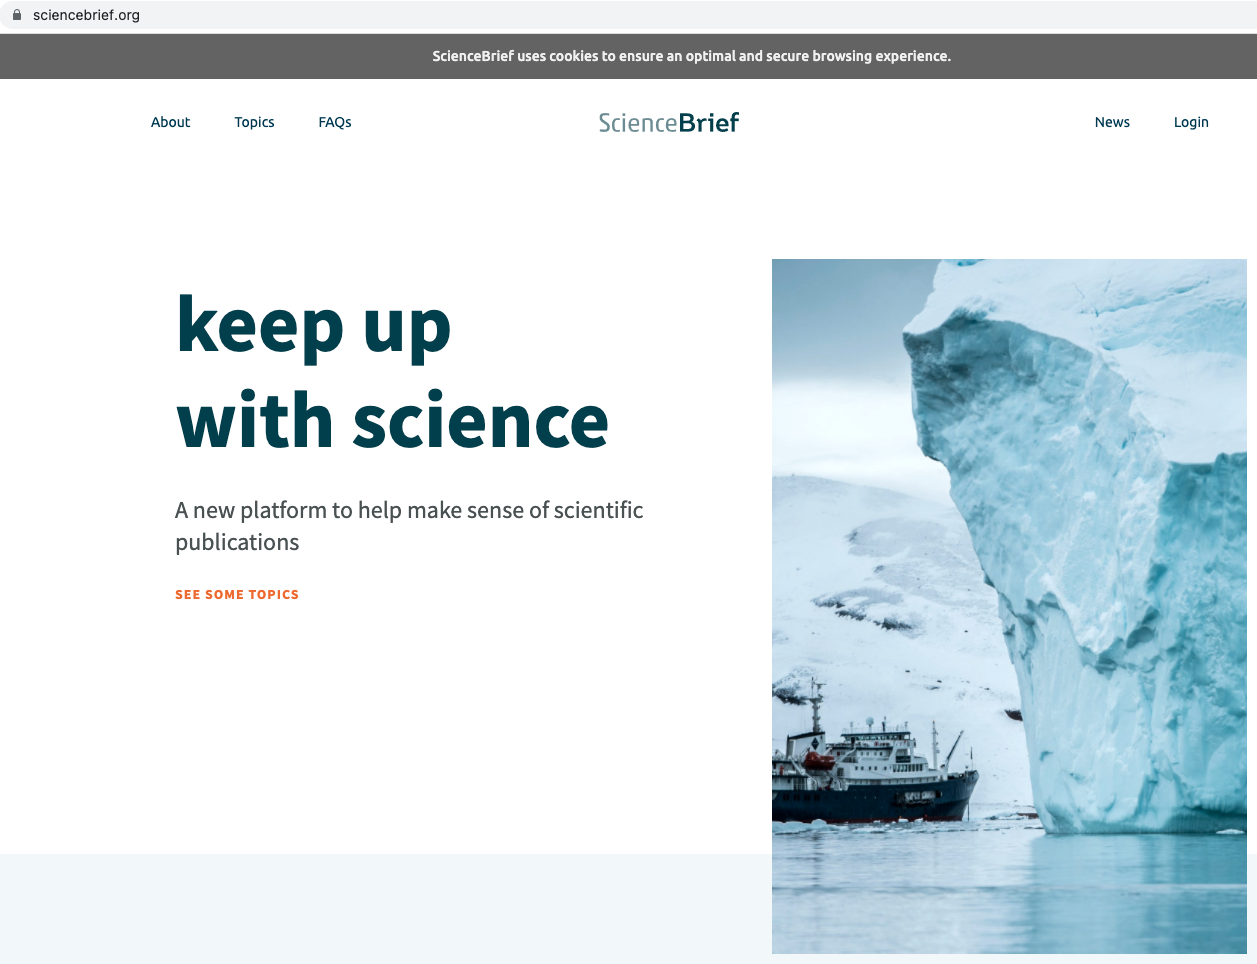 sciencebrief.org
ScienceBrief uses cookies to ensure an optimal and secure browsing experience.
About Topics FAQs ScienceBrief News Login
keep up
with science
A new platform to help make sense of scientific
publications
SEE SOME TOPICS